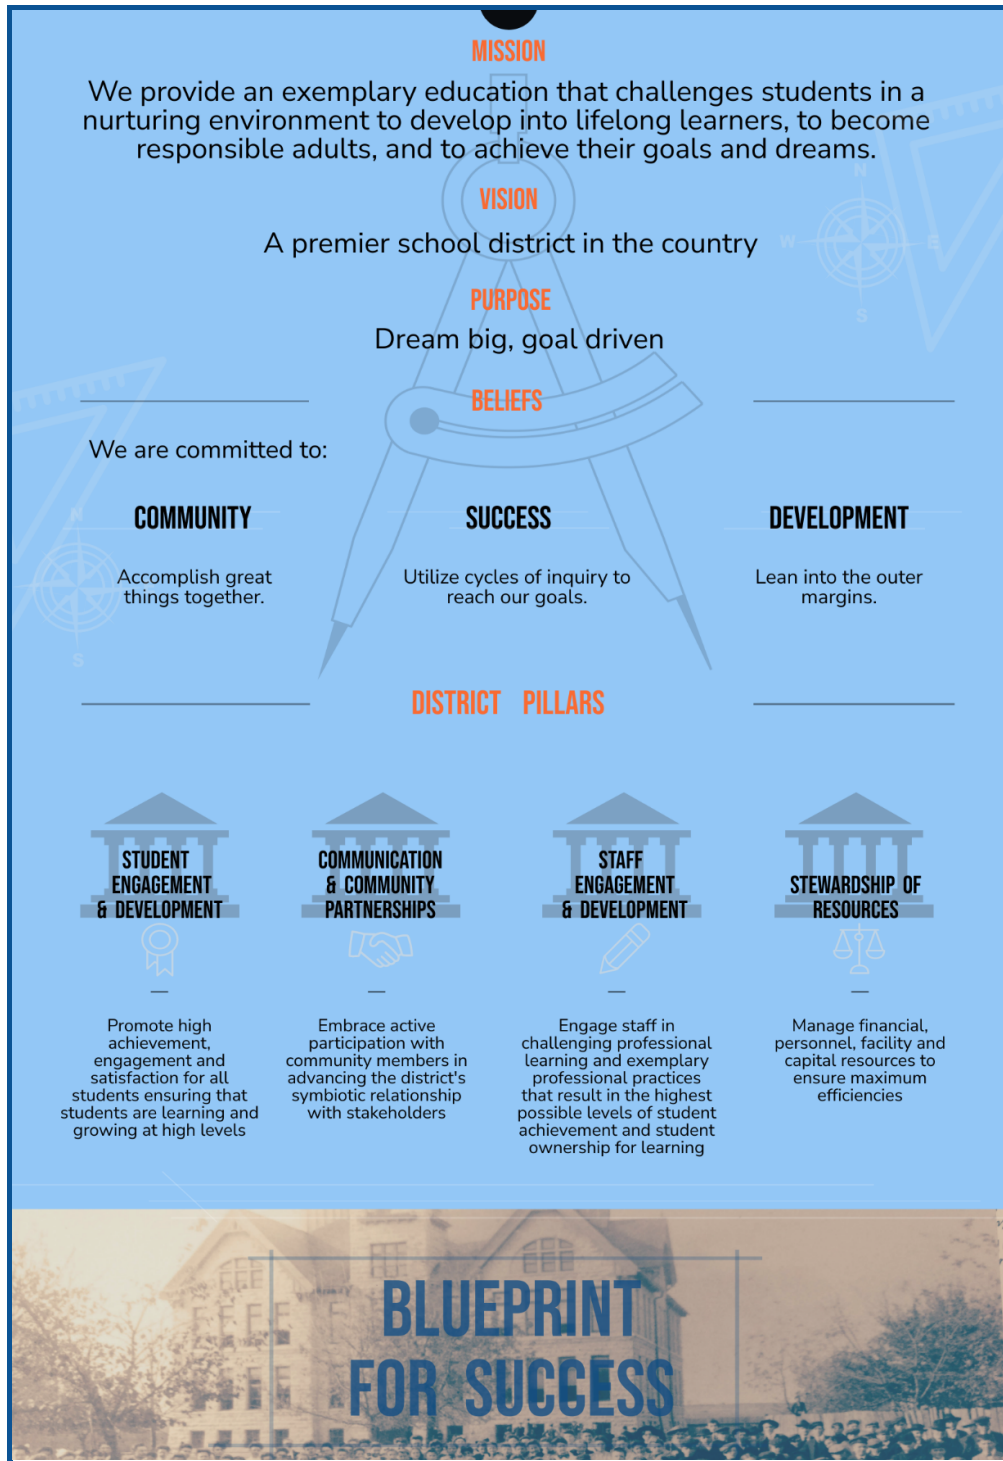 MISSION
We provide an exemplary education that challenges students in a
nurturing environment to develop into lifelong learners, to become
responsible adults, and to achieve their goals and dreams.
VISION
A premier school district in the country
PURPOSE
Dream big, goal driven
BELIEFS
We are committed to:
COMMUNITY
Accomplish great
things together.
SUCCESS
Utilize cycles of inquiry to
reach our goals.
DEVELOPMENT
Lean into the outer
margins.
N
W
E
S
N
S
DISTRICT PILLARS
STUDENT
ENGAGEMENT
& DEVELOPMENT
Promote high
achievement,
engagement and
satisfaction for all
students ensuring that
students are learning and
growing at high levels
COMMUNICATION
& COMMUNITY
PARTNERSHIPS
Embrace active
participation with
community members in
advancing the district's
symbiotic relationship
with stakeholders
STAFF
ENGAGEMENT
& DEVELOPMENT
Engage staff in
challenging professional
learning and exemplary
professional practices
that result in the highest
possible levels of student
achievement and student
ownership for learning
STEWARDSHIP OF
RESOURCES
Manage financial,
personnel, facility and
capital resources to
ensure maximum
efficiencies
BLUEPRINT
FOR SUCCESS